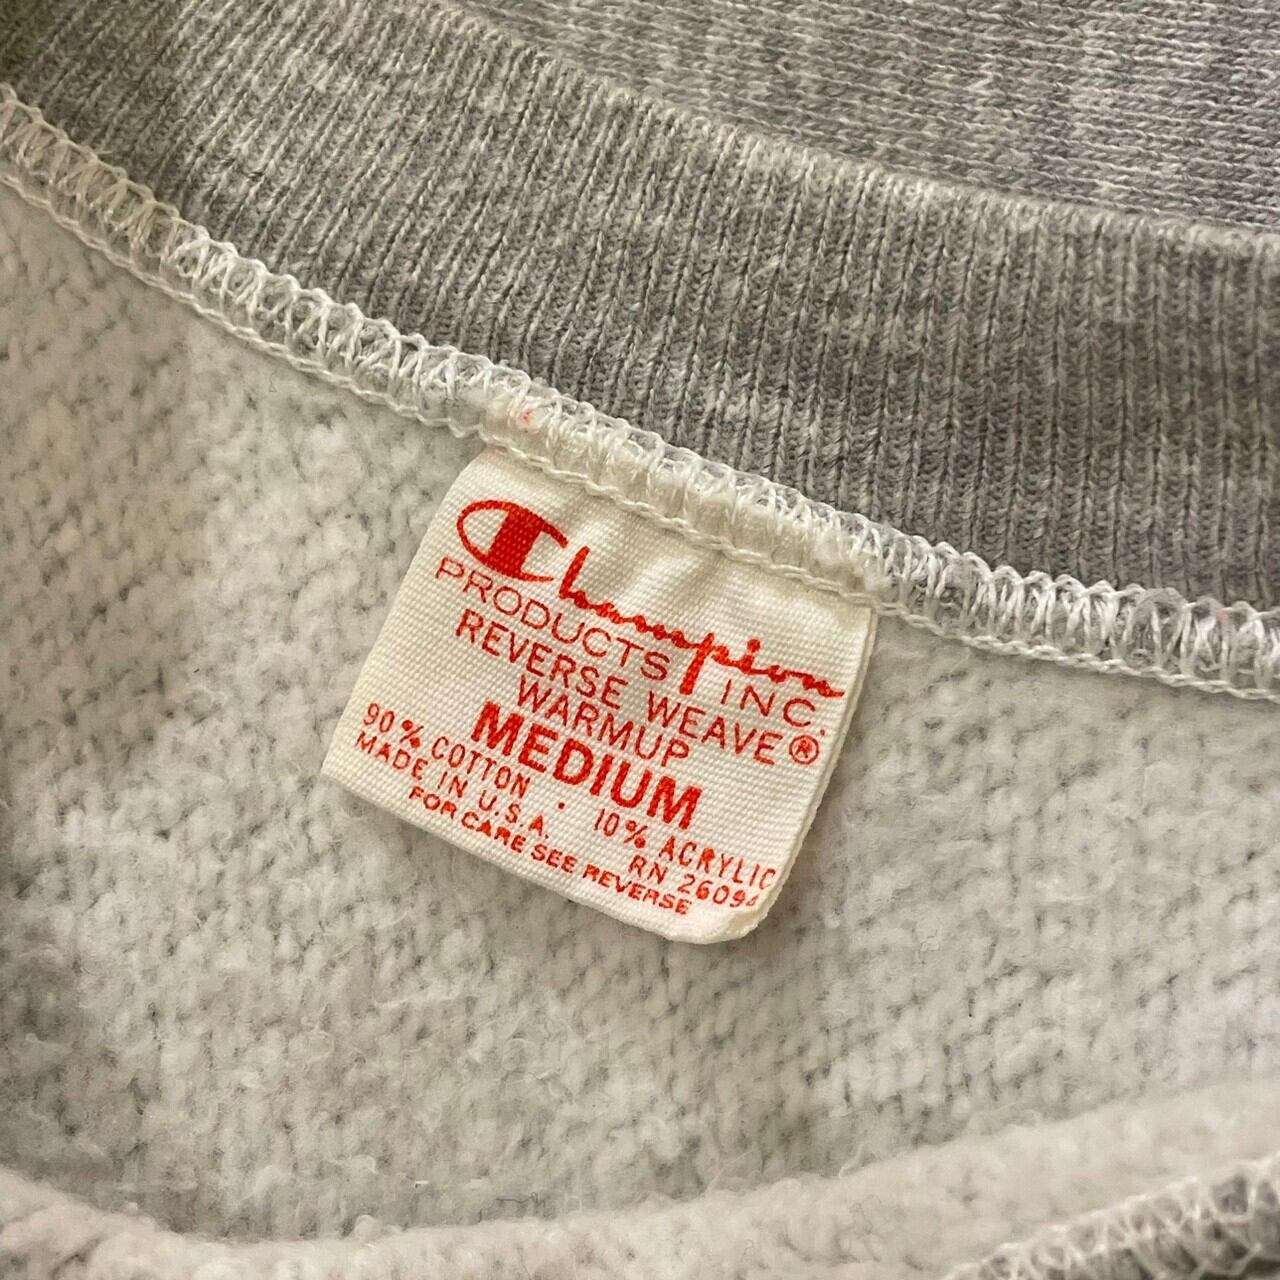 Champion
PRODUCTS INC.
REVERSE WEAVE®
WARMUP
MEDIUM
90% COTTON · 10% ACRYLIC
MADE IN U.S.A. RN 26094
FOR CARE SEE REVERSE